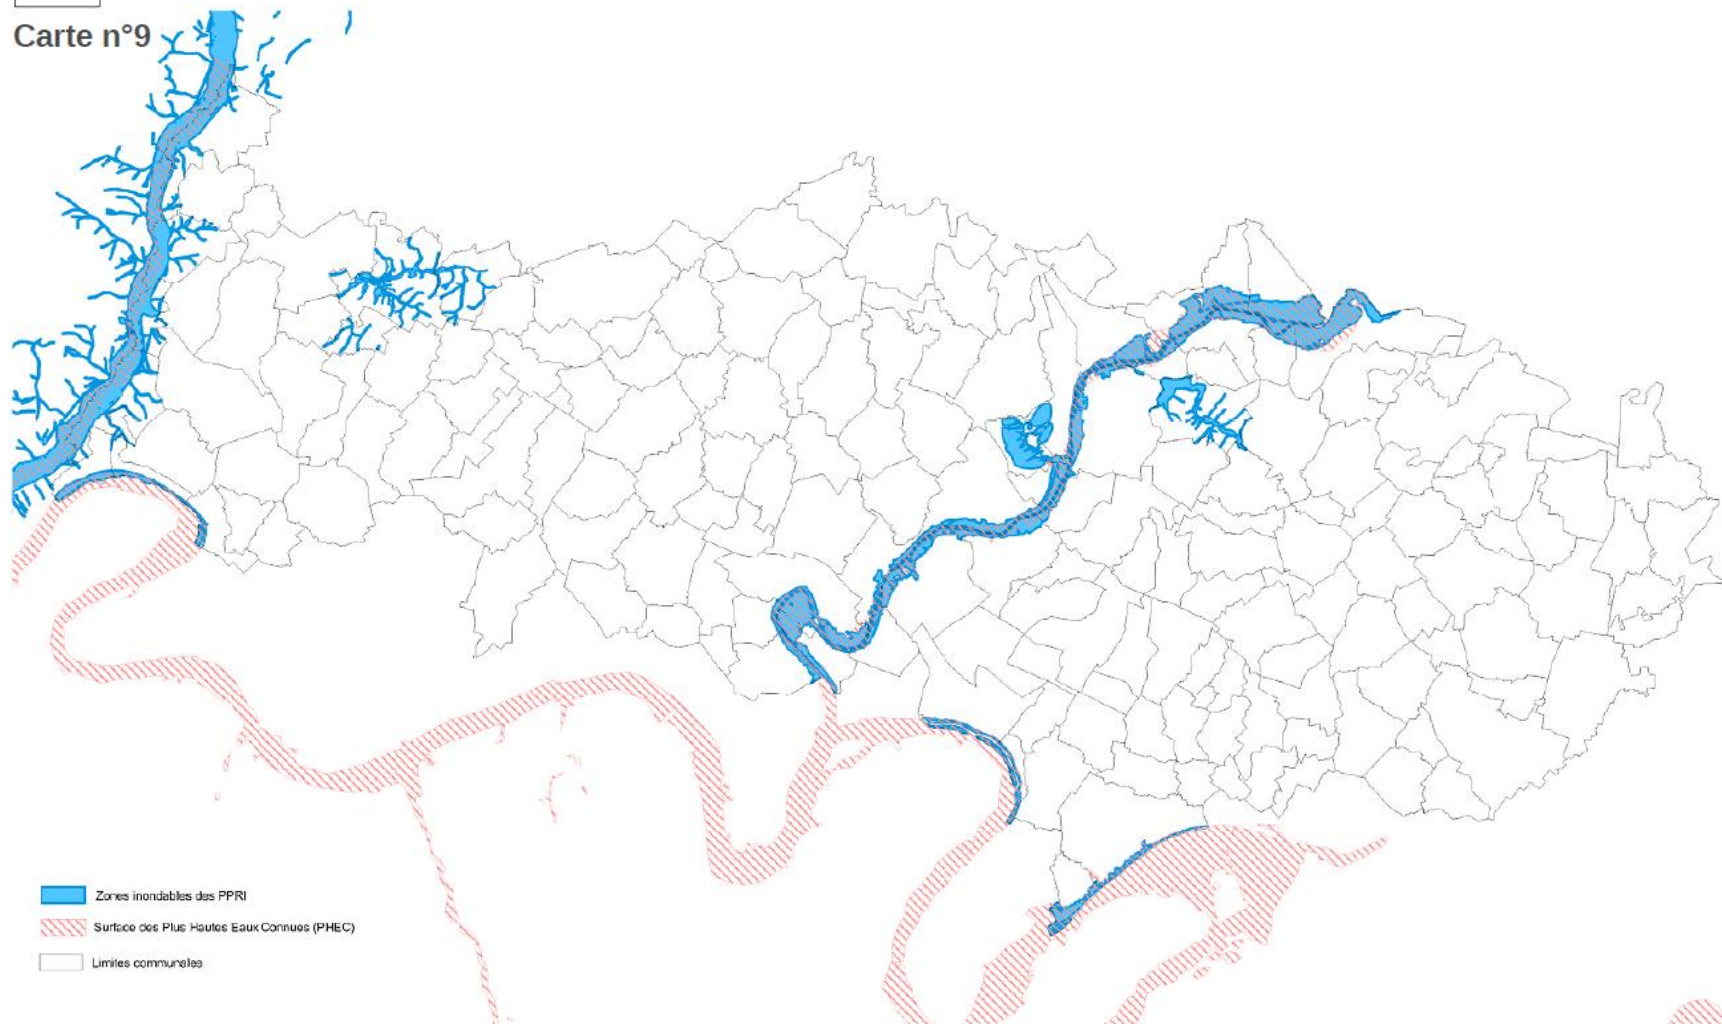 Carte n°9
Zones inondables des PPRI
Surface des Plus Hautes Eaux Connues (PHEC)
Limites communales